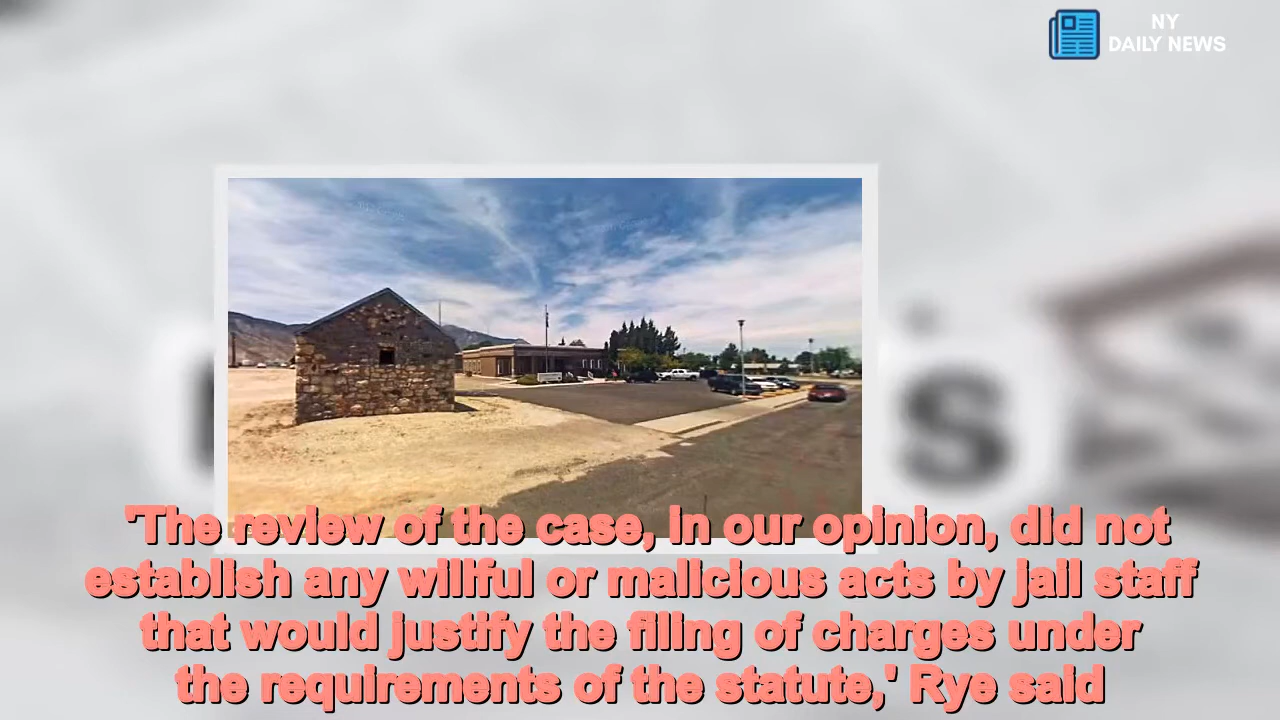 NY
DAILY NEWS
'The review of the case, in our opinion, did not
establish any willful or malicious acts by jail staff
that would justify the filing of charges under
the requirements of the statute,' Rye said
s